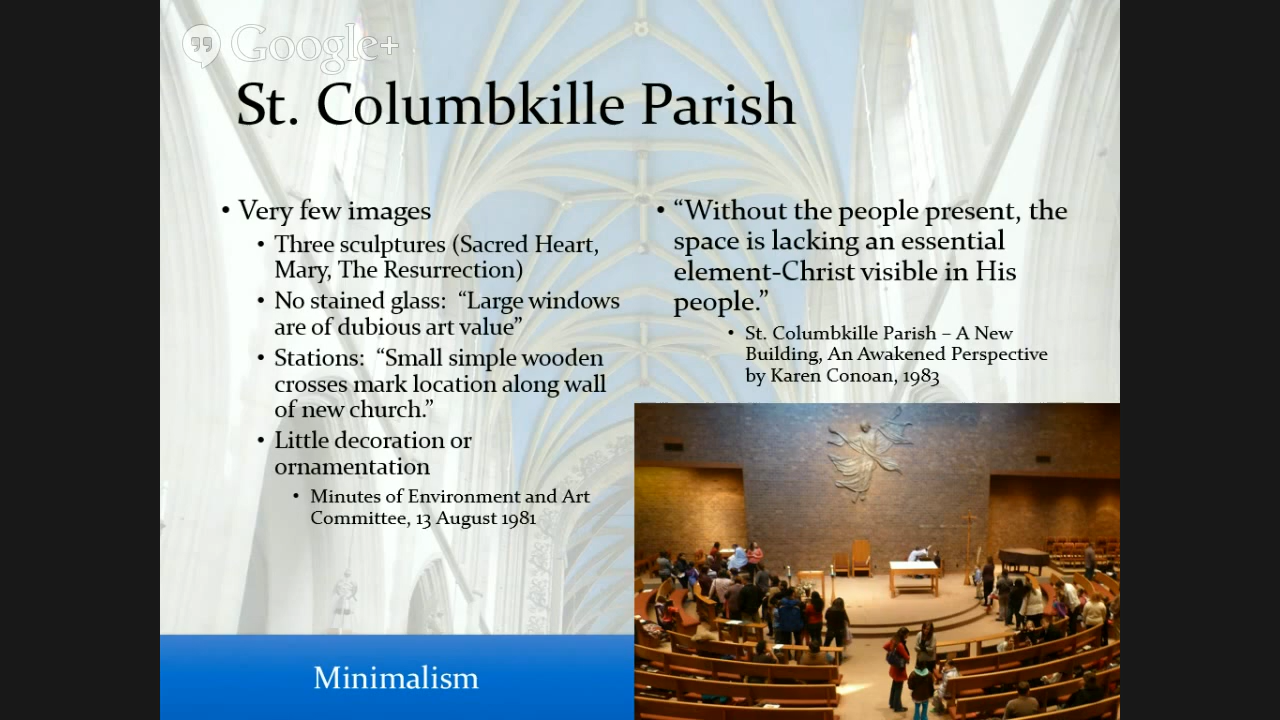 Google+
St. Columbkille Parish
• Very few images
• Three sculptures (Sacred Heart,
Mary, The Resurrection)
• No stained glass: “Large windows
are of dubious art value”
• Stations: “Small simple wooden
crosses mark location along wall
of new church.”
• Little decoration or
ornamentation
• Minutes of Environment and Art
Committee, 13 August 1981
• “Without the people present, the
space is lacking an essential
element-Christ visible in His
people.”
• St. Columbkille Parish – A New
Building, An Awakened Perspective
by Karen Conoan, 1983
Minimalism